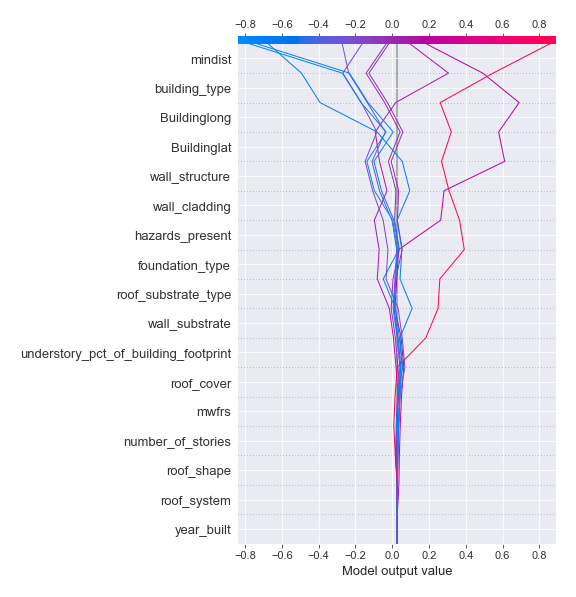 −0.8 −0.6 −0.4 −0.2 0.0 0.2 0.4 0.6 0.8
mindist
building_type
Buildinglong
Buildinglat
wall_structure
wall_cladding
hazards_present
foundation_type
roof_substrate_type
wall_substrate
understory_pct_of_building_footprint
roof_cover
mwfrs
number_of_stories
roof_shape
roof_system
year_built
−0.8 −0.6 −0.4 −0.2 0.0 0.2 0.4 0.6 0.8
Model output value